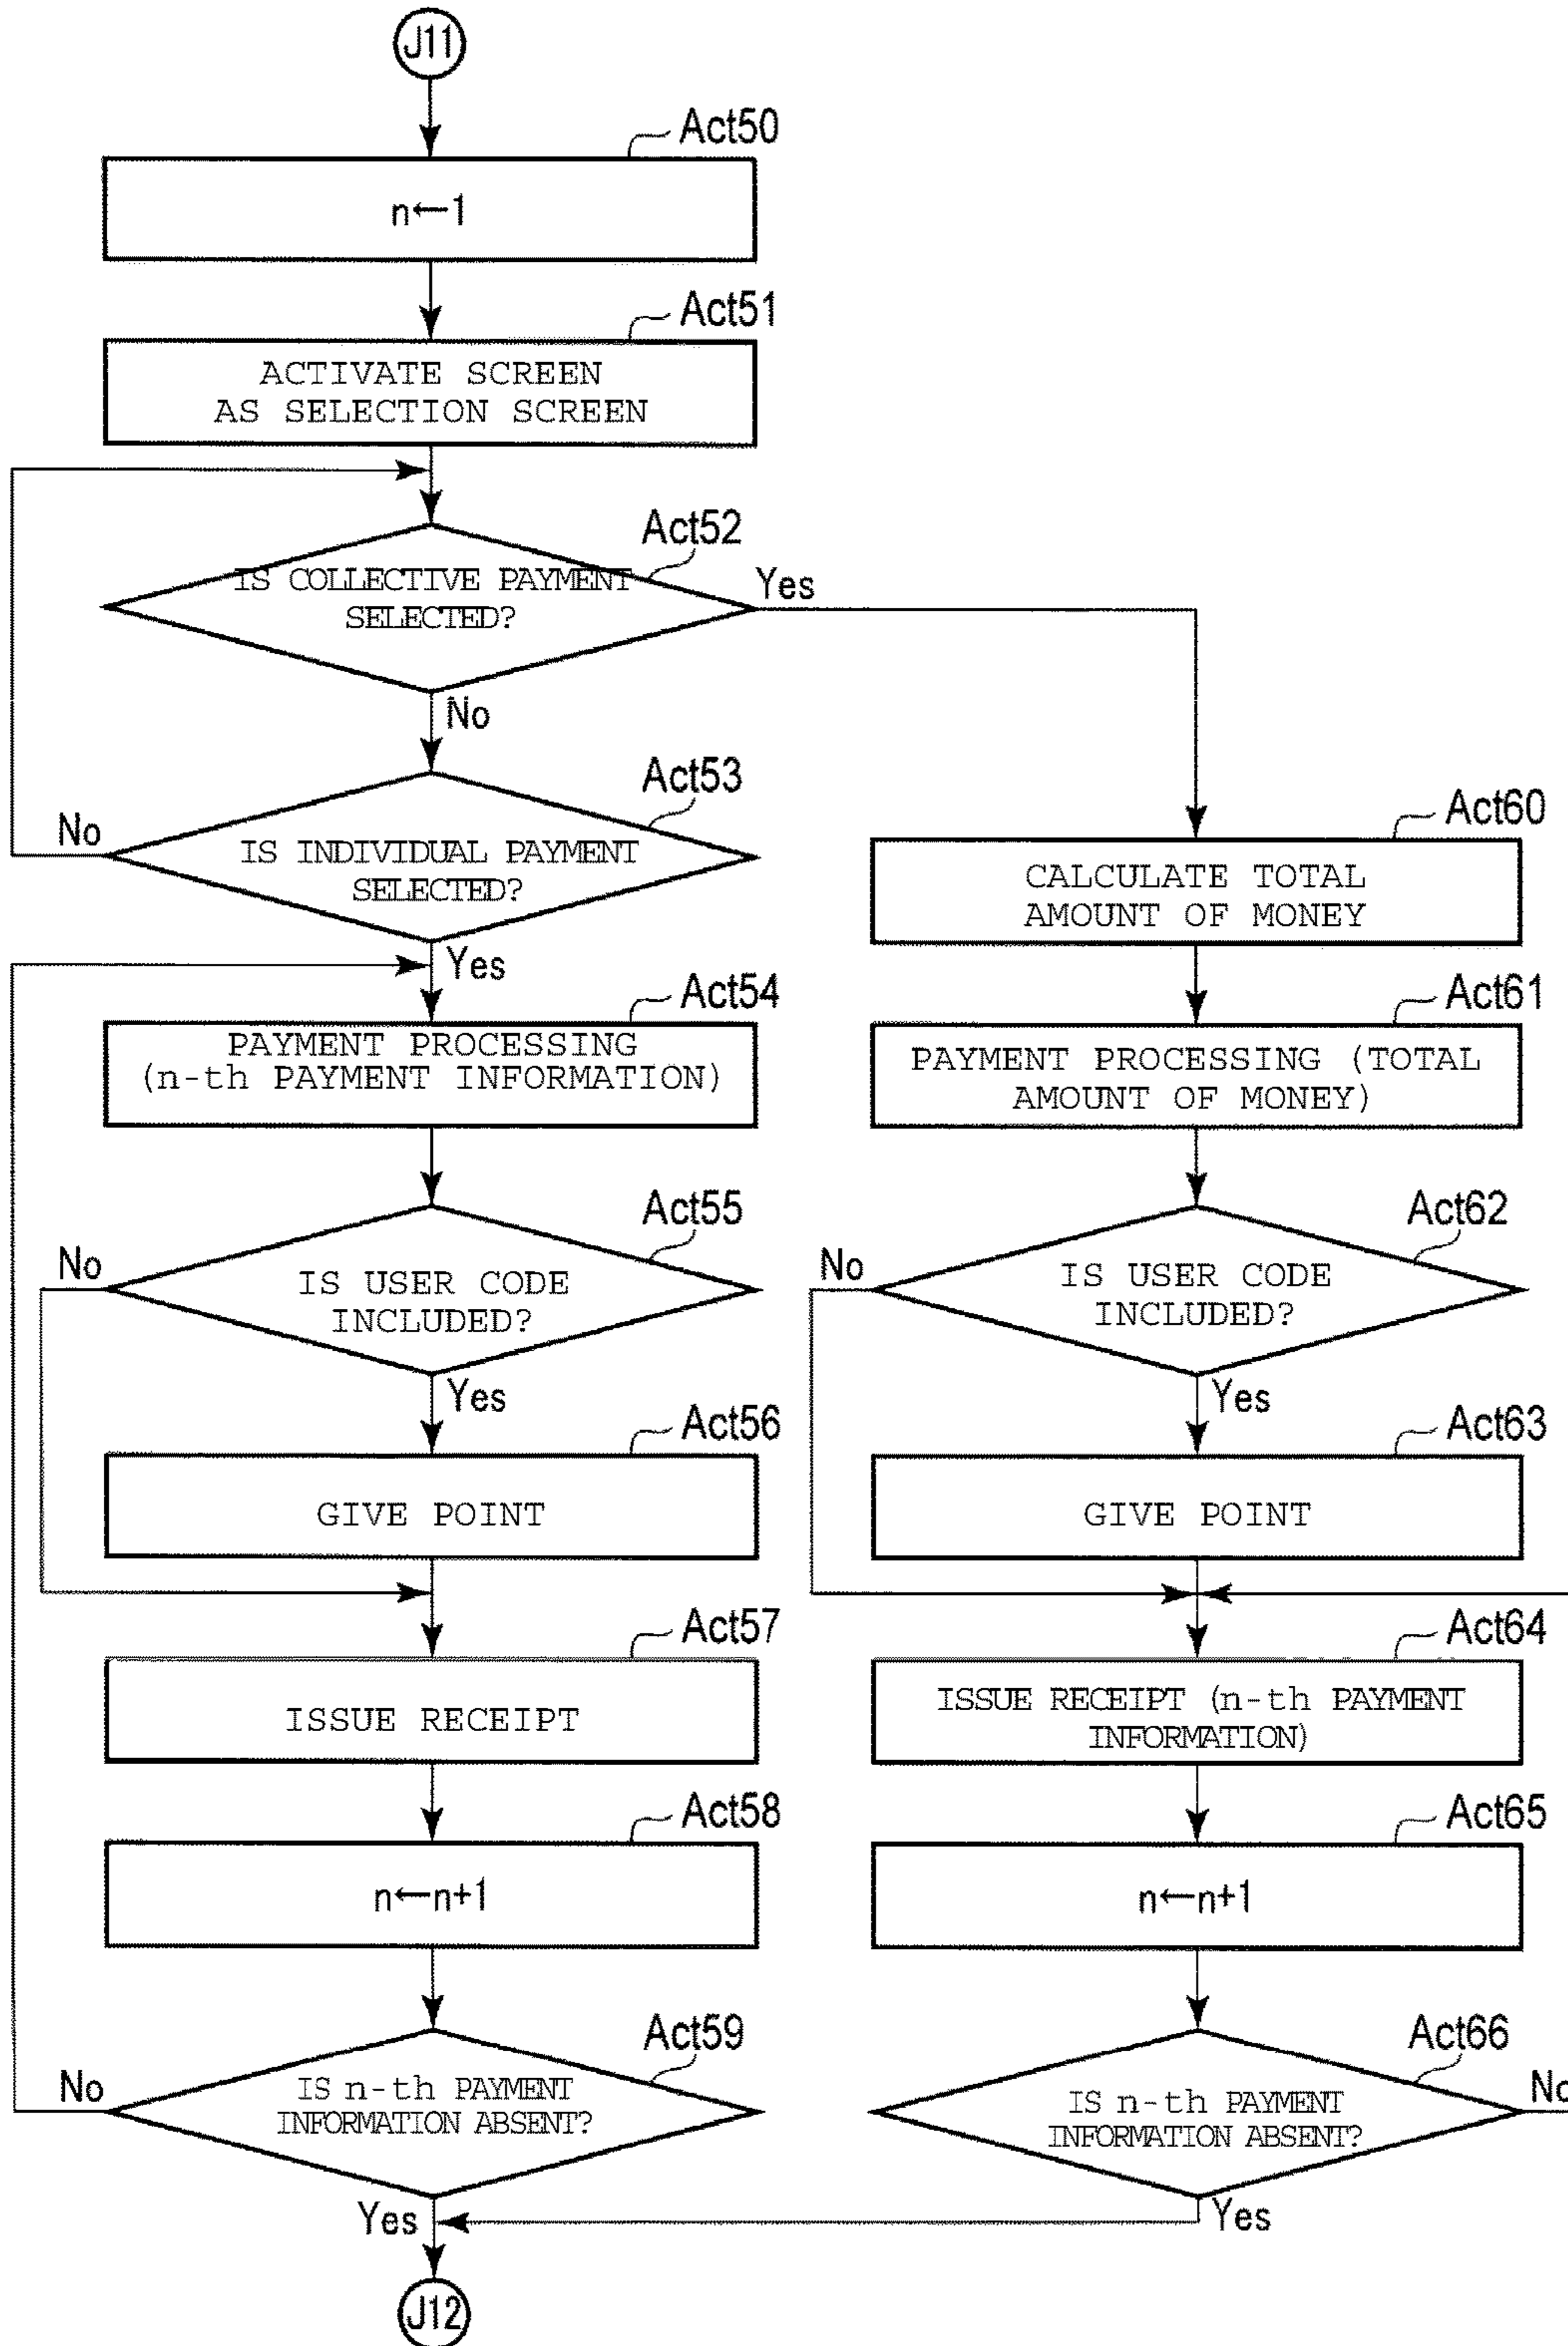 J11
Act50
n←1
Act51
ACTIVATE SCREEN
AS SELECTION SCREEN
Act52
IS COLLECTIVE PAYMENT
SELECTED?
Yes
No
Act53
IS INDIVIDUAL PAYMENT
SELECTED?
No
Yes
Act54
PAYMENT PROCESSING
(n-th PAYMENT INFORMATION)
Act55
IS USER CODE
INCLUDED?
No
Yes
Act56
GIVE POINT
Act57
ISSUE RECEIPT
Act58
n←n+1
Act59
IS n-th PAYMENT
INFORMATION ABSENT?
No
Yes
Act60
CALCULATE TOTAL
AMOUNT OF MONEY
Act61
PAYMENT PROCESSING (TOTAL
AMOUNT OF MONEY)
Act62
IS USER CODE
INCLUDED?
No
Yes
Act63
GIVE POINT
Act64
ISSUE RECEIPT (n-th PAYMENT
INFORMATION)
Act65
n←n+1
Act66
IS n-th PAYMENT
INFORMATION ABSENT?
No
Yes
J12